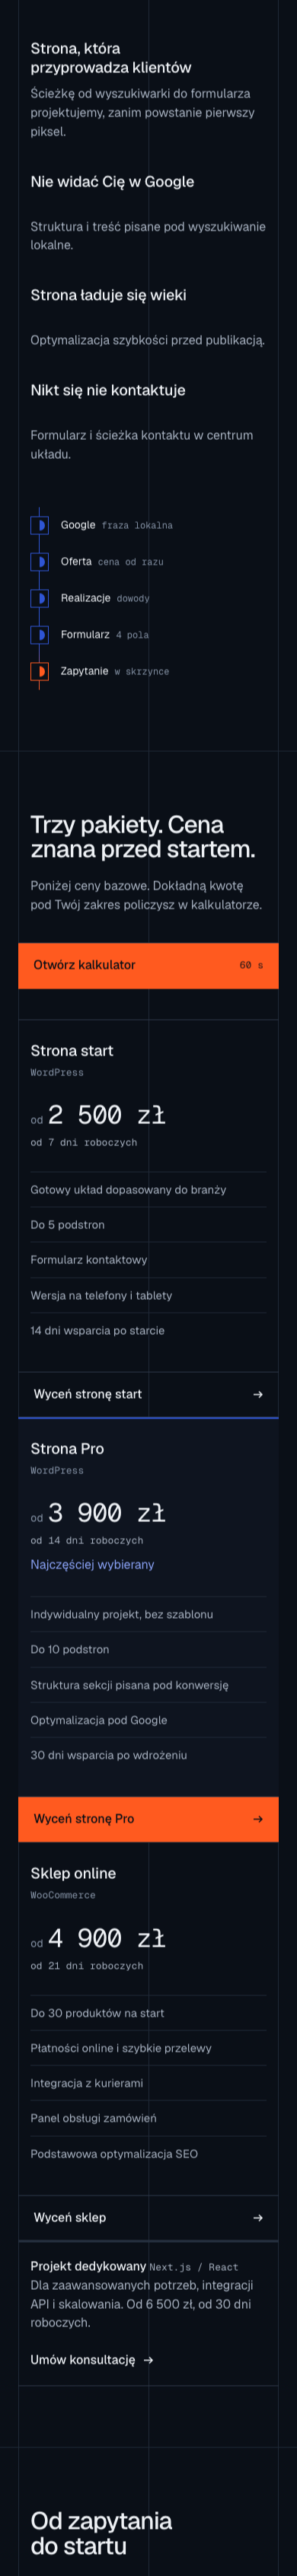 Strona, która
przyprowadza klientów
Ścieżkę od wyszukiwarki do formularza
projektujemy, zanim powstanie pierwszy
piksel.
Nie widać Cię w Google
Struktura i treść pisane pod wyszukiwanie
lokalne.
Strona ładuje się wieki
Optymalizacja szybkości przed publikacją.
Nikt się nie kontaktuje
Formularz i ścieżka kontaktu w centrum
układu.
Google fraza lokalna
Oferta cena od razu
Realizacje dowody
Formularz 4 pola
Zapytanie w skrzynce
Trzy pakiety. Cena
znana przed startem.
Poniżej ceny bazowe. Dokładną kwotę
pod Twój zakres policzysz w kalkulatorze.
Otwórz kalkulator 60 s
Strona start
WordPress
od 2 500 zł
od 7 dni roboczych
Gotowy układ dopasowany do branży
Do 5 podstron
Formularz kontaktowy
Wersja na telefony i tablety
14 dni wsparcia po starcie
Wyceń stronę start →
Strona Pro
WordPress
od 3 900 zł
od 14 dni roboczych
Najczęściej wybierany
Indywidualny projekt, bez szablonu
Do 10 podstron
Struktura sekcji pisana pod konwersję
Optymalizacja pod Google
30 dni wsparcia po wdrożeniu
Wyceń stronę Pro →
Sklep online
WooCommerce
od 4 900 zł
od 21 dni roboczych
Do 30 produktów na start
Płatności online i szybkie przelewy
Integracja z kurierami
Panel obsługi zamówień
Podstawowa optymalizacja SEO
Wyceń sklep →
Projekt dedykowany Next.js / React
Dla zaawansowanych potrzeb, integracji
API i skalowania. Od 6 500 zł, od 30 dni
roboczych.
Umów konsultację →
Od zapytania
do startu